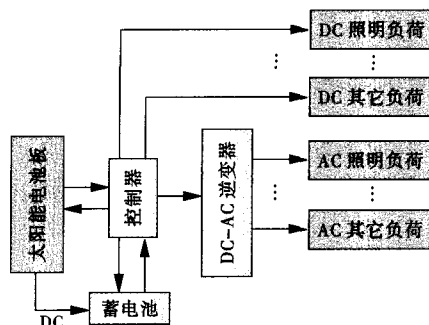 DC 照明负荷
DC 其它负荷
太阳能电池板
控制器
DC-AC 逆变器
AC 照明负荷
AC 其它负荷
DC
蓄电池